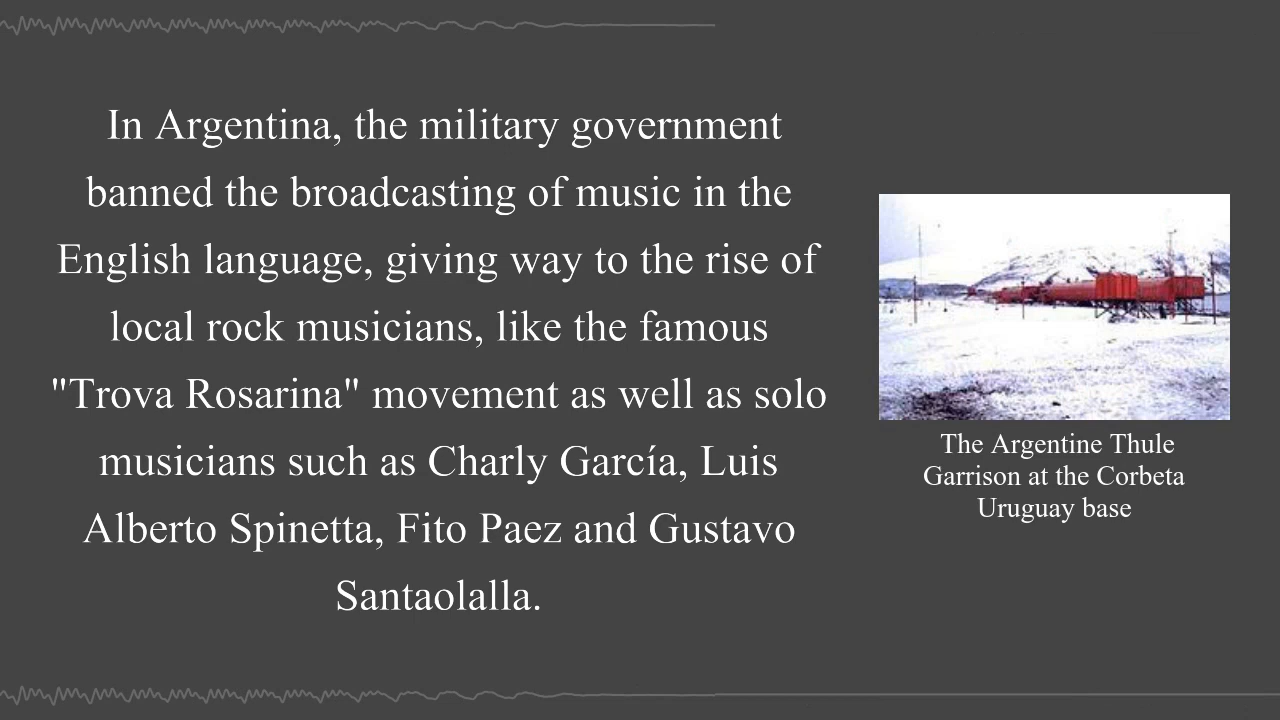 In Argentina, the military government
banned the broadcasting of music in the
English language, giving way to the rise of
local rock musicians, like the famous
"Trova Rosarina" movement as well as solo
musicians such as Charly García, Luis
Alberto Spinetta, Fito Paez and Gustavo
Santaolalla.
The Argentine Thule
Garrison at the Corbeta
Uruguay base